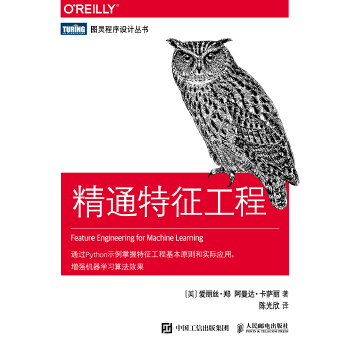 O'REILLY®
TURING 图灵程序设计丛书
精通特征工程
Feature Engineering for Machine Learning
通过Python示例掌握特征工程基本原则和实际应用,
增强机器学习算法效果
[美] 爱丽丝·郑 阿曼达·卡萨丽 著
陈光欣 译
中国工信出版集团 人民邮电出版社